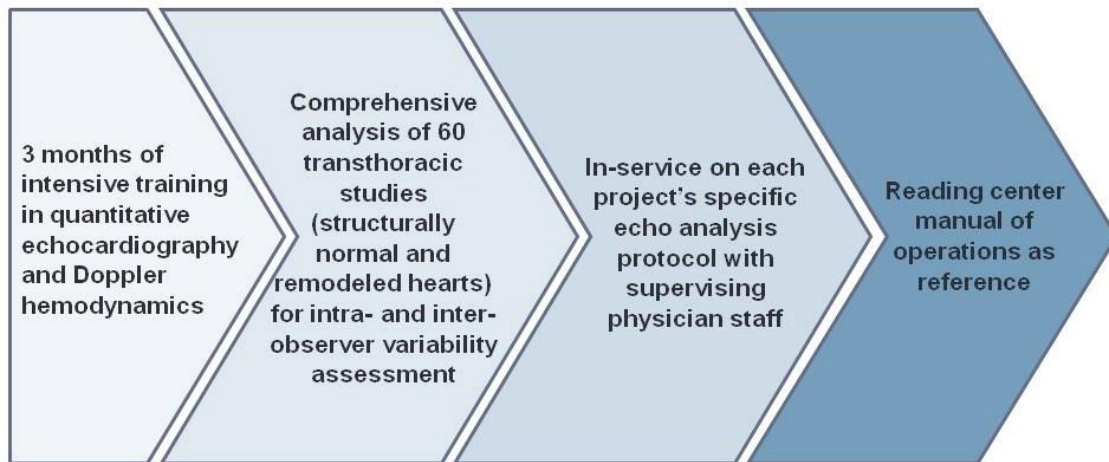 3 months of
intensive training
in quantitative
echocardiography
and Doppler
hemodynamics
Comprehensive
analysis of 60
transthoracic
studies
(structurally
normal and
remodeled hearts)
for intra- and inter-
observer variability
assessment
In-service on each
project's specific
echo analysis
protocol with
supervising
physician staff
Reading center
manual of
operations as
reference